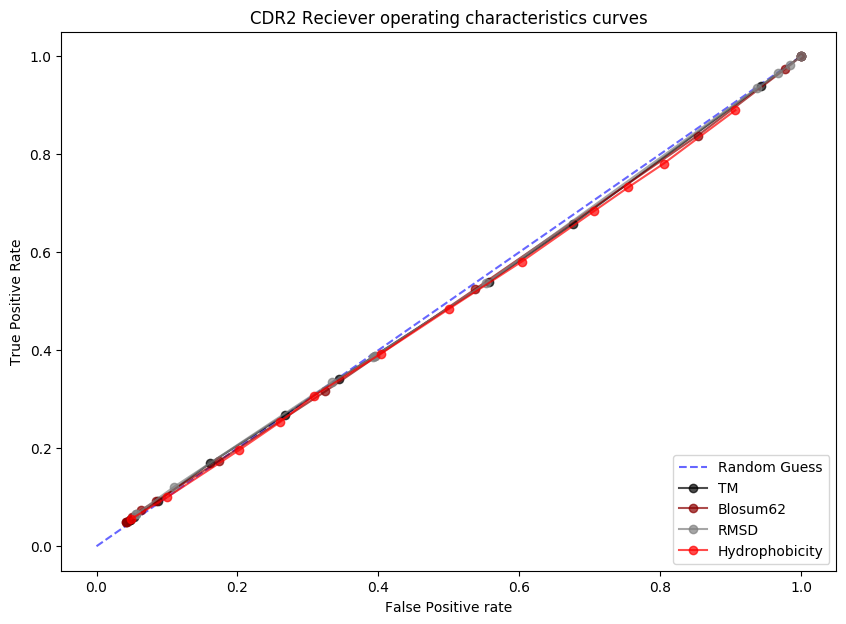 CDR2 Reciever operating characteristics curves
True Positive Rate
1.0
0.8
0.6
0.4
0.2
0.0
0.0 0.2 0.4 0.6 0.8 1.0
False Positive rate
Random Guess
TM
Blosum62
RMSD
Hydrophobicity